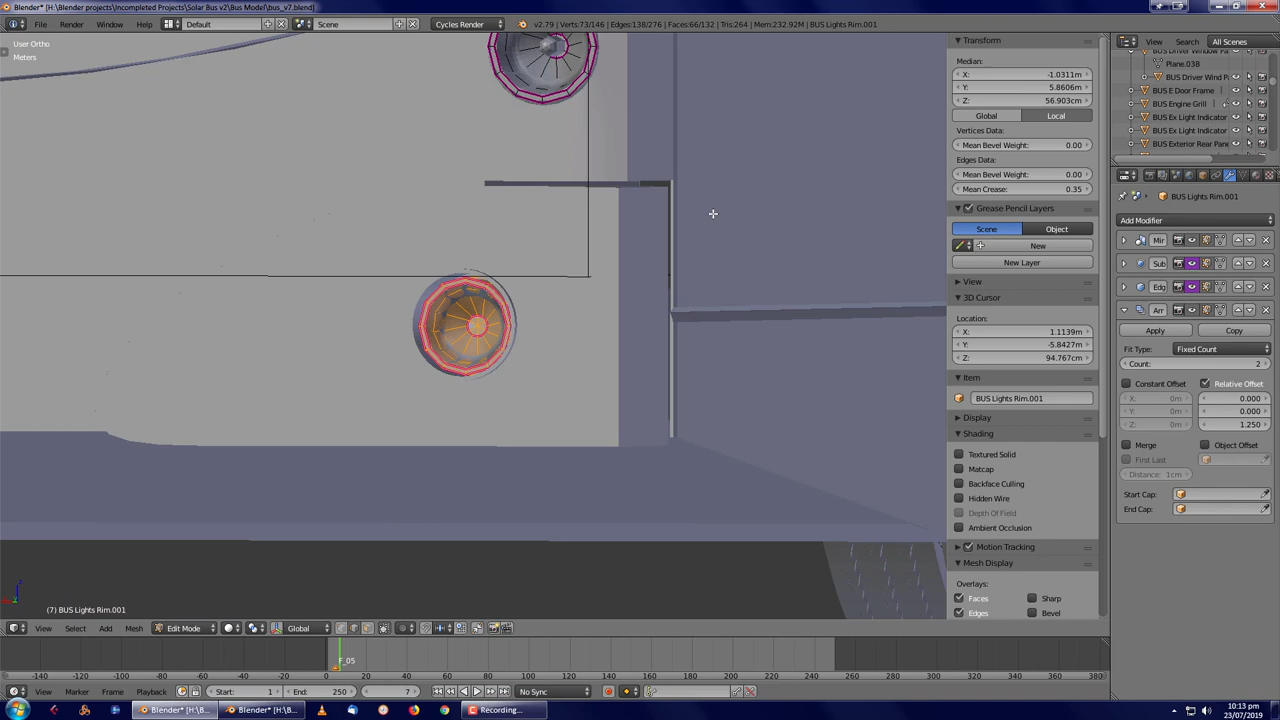 Blender* [H:\Blender projects\Incompleted Projects\Solar Bus v2\Bus Model\bus_v7.blend]
File Render Window Help Default Scene Cycles Render v2.79 | Verts:73/146 | Edges:138/276 | Faces:66/132 | Tris:264 | Mem:232.92M | BUS Lights Rim.001
User Ortho
Meters
(7) BUS Lights Rim.001
Transform
Median:
X: -1.0311m
Y: 5.8606m
Z: 56.903cm
Global Local
Vertices Data:
Mean Bevel Weight: 0.00
Edges Data:
Mean Bevel Weight: 0.00
Mean Crease: 0.35
Grease Pencil Layers
Scene Object
New
New Layer
View
3D Cursor
Location:
X: 1.1139m
Y: -5.8427m
Z: 94.767cm
Item
BUS Lights Rim.001
Display
Shading
Textured Solid
Matcap
Backface Culling
Hidden Wire
Depth Of Field
Ambient Occlusion
Motion Tracking
Mesh Display
Overlays:
Faces Sharp
Edges Bevel
View Search All Scenes
Plane.038
BUS Driver Wind P
BUS E Door Frame
BUS Engine Grill
BUS Ex Light Indicator
BUS Ex Light Indicator
BUS Exterior Rear Pane
BUS Lights Rim.001
Add Modifier
Mir
Sub
Edg
Arr
Apply Copy
Fit Type: Fixed Count
Count: 2
Constant Offset Relative Offset
X: 0m 0.000
Y: 0m 0.000
Z: 0m 1.250
Merge Object Offset
First Last
Distance: 1cm
Start Cap:
End Cap:
View Select Add Mesh Edit Mode Global
F_05
-140 -120 -100 -80 -60 -40 -20 0 20 40 60 80 100 120 140 160 180 200 220 240 260 280 300 320 340 360 380
View Marker Frame Playback Start: 1 End: 250 7 No Sync
Blender* [H:\B... Blender* [H:\B... Recording...
10:13 pm
23/07/2019